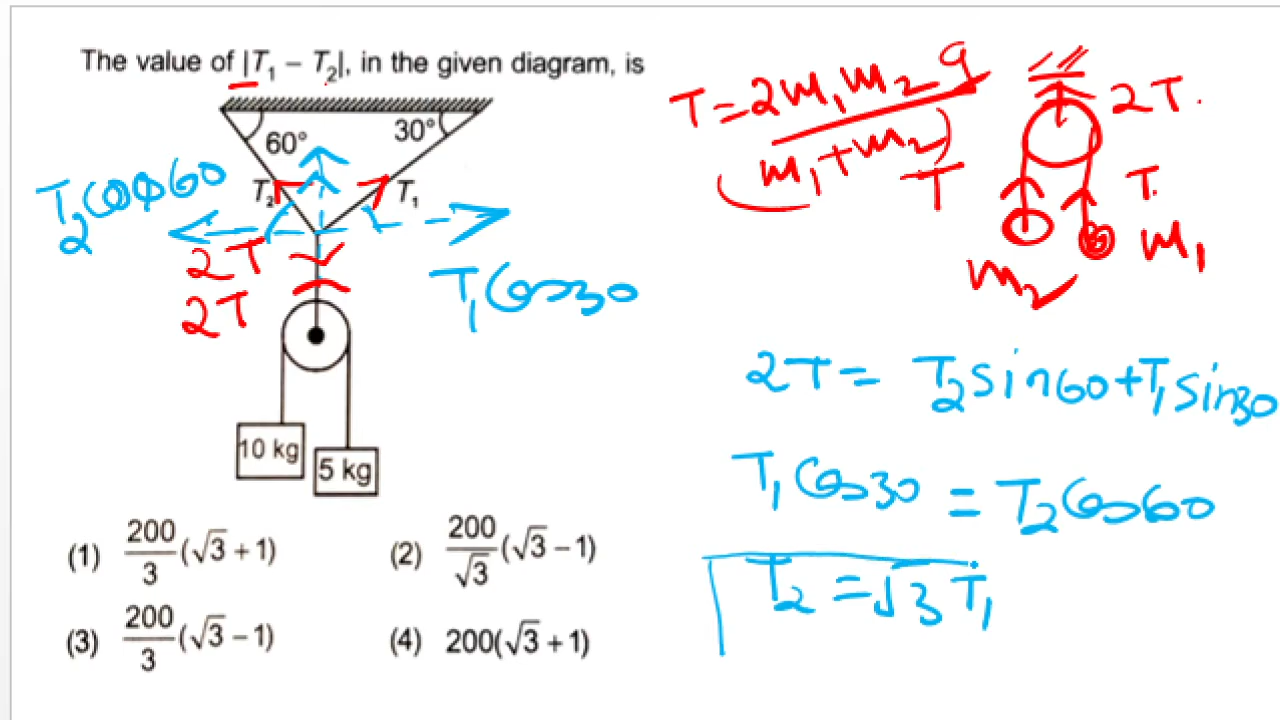 The value of |T₁ – T₂|, in the given diagram, is
60°
30°
T₂
T₁
10 kg
5 kg
(1) 200/3 (√3 + 1)
(2) 200/√3 (√3 – 1)
(3) 200/3 (√3 – 1)
(4) 200(√3 + 1)
T₂cos60
2T
2T
T₁cos30
T = 2m₁m₂g
(m₁+m₂)
2T.
T
T.
m₁
m₂
2T = T₂sin60+T₁sin30
T₁cos30 = T₂cos60
T₂ = √3 T₁